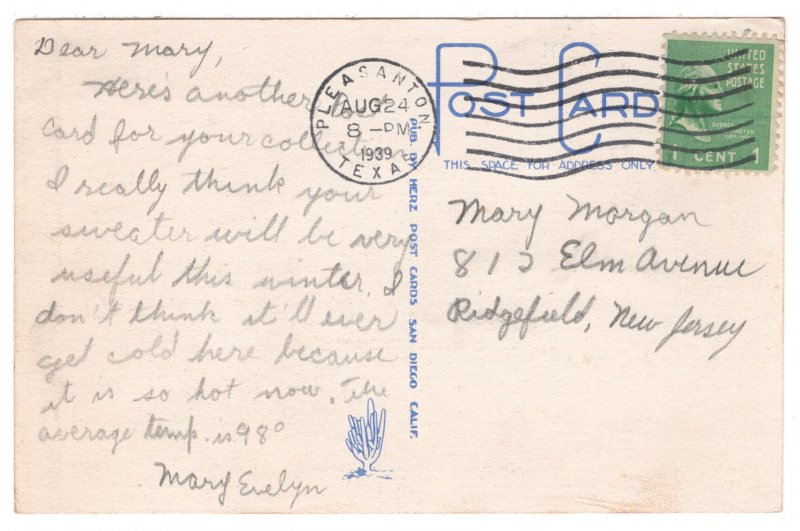 Dear Mary,
Here's another Post
Card for your collection
I really think your
sweater will be very
useful this winter. I
don't think it'll ever
get cold here because
it is so hot now. The
average temp. is 98°
Mary Evelyn
PLEASANTON
AUG 24
8 - PM
1939
TEXAS
PUB. BY HERZ POST CARDS SAN DIEGO CALIF.
POST CARD
THIS SPACE FOR ADDRESS ONLY
UNITED
STATES
POSTAGE
GEORGE
WASHINGTON
1 CENT 1
Mary Morgan
812 Elm Avenue
Ridgefield, New Jersey